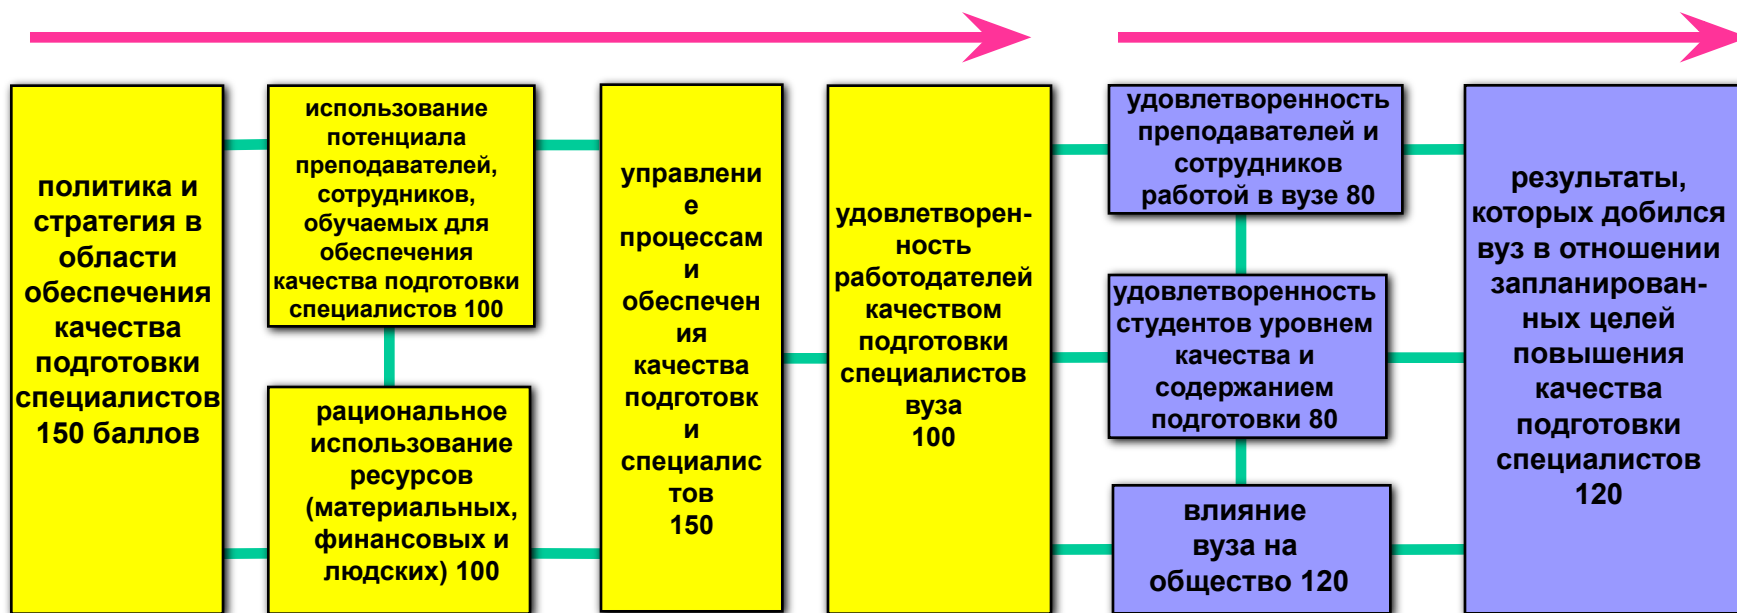 политика и
стратегия в
области
обеспечения
качества
подготовки
специалистов
150 баллов
использование
потенциала
преподавателей,
сотрудников,
обучаемых для
обеспечения
качества подготовки
специалистов 100
рациональное
использование
ресурсов
(материальных,
финансовых и
людских) 100
управлени
е
процессам
и
обеспечен
ия
качества
подготовк
и
специалис
тов
150
удовлетворен-
ность
работодателей
качеством
подготовки
специалистов
вуза
100
удовлетворенность
преподавателей и
сотрудников
работой в вузе 80
удовлетворенность
студентов уровнем
качества и
содержанием
подготовки 80
влияние
вуза на
общество 120
результаты,
которых добился
вуз в отношении
запланирован-
ных целей
повышения
качества
подготовки
специалистов
120